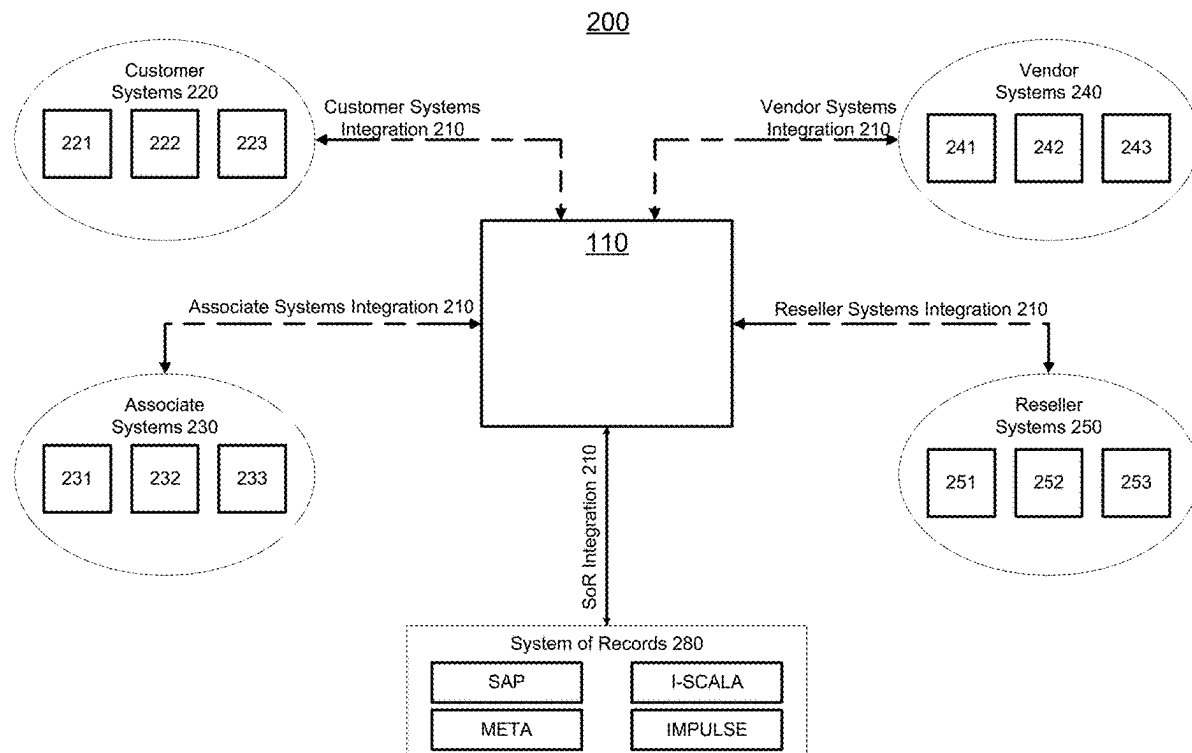 200
Customer
Systems 220
221 222 223
Customer Systems
Integration 210
Vendor Systems
Integration 210
Vendor
Systems 240
241 242 243
110
Associate Systems Integration 210
Reseller Systems Integration 210
Associate
Systems 230
231 232 233
Reseller
Systems 250
251 252 253
SoR Integration 210
System of Records 280
SAP I-SCALA
META IMPULSE